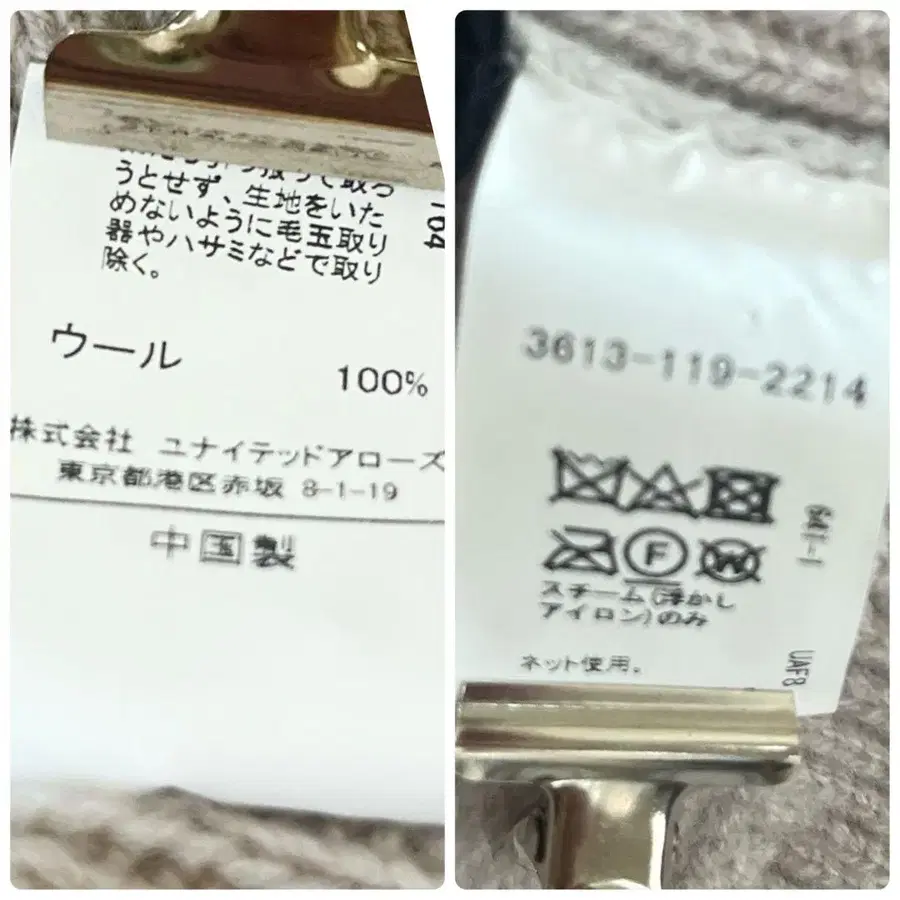 うとせず、生地をいた
めないように毛玉取り
器やハサミなどで取り
除く。
104
ウール
100%
株式会社 ユナイテッドアローズ
東京都港区赤坂 8-1-19
中国製
3613-119-2214
641-1
F
W
スチーム(浮かし
アイロン)のみ
ネット使用。
UAF8